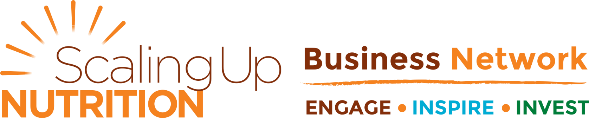 Scaling Up
NUTRITION
Business Network
ENGAGE • INSPIRE • INVEST